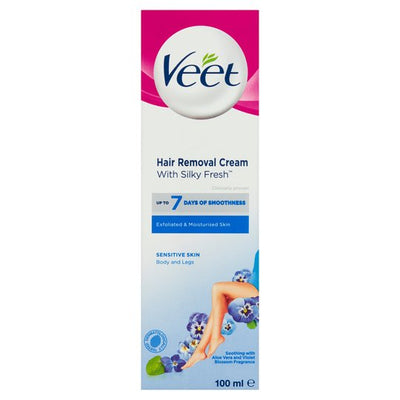 Veet
Hair Removal Cream
With Silky Fresh™
Clinically proven
UP TO 7 DAYS OF SMOOTHNESS
Exfoliated & Moisturised Skin
SENSITIVE SKIN
Body and Legs
Soothing with
Aloe Vera and Violet
Blossom Fragrance
100 ml e